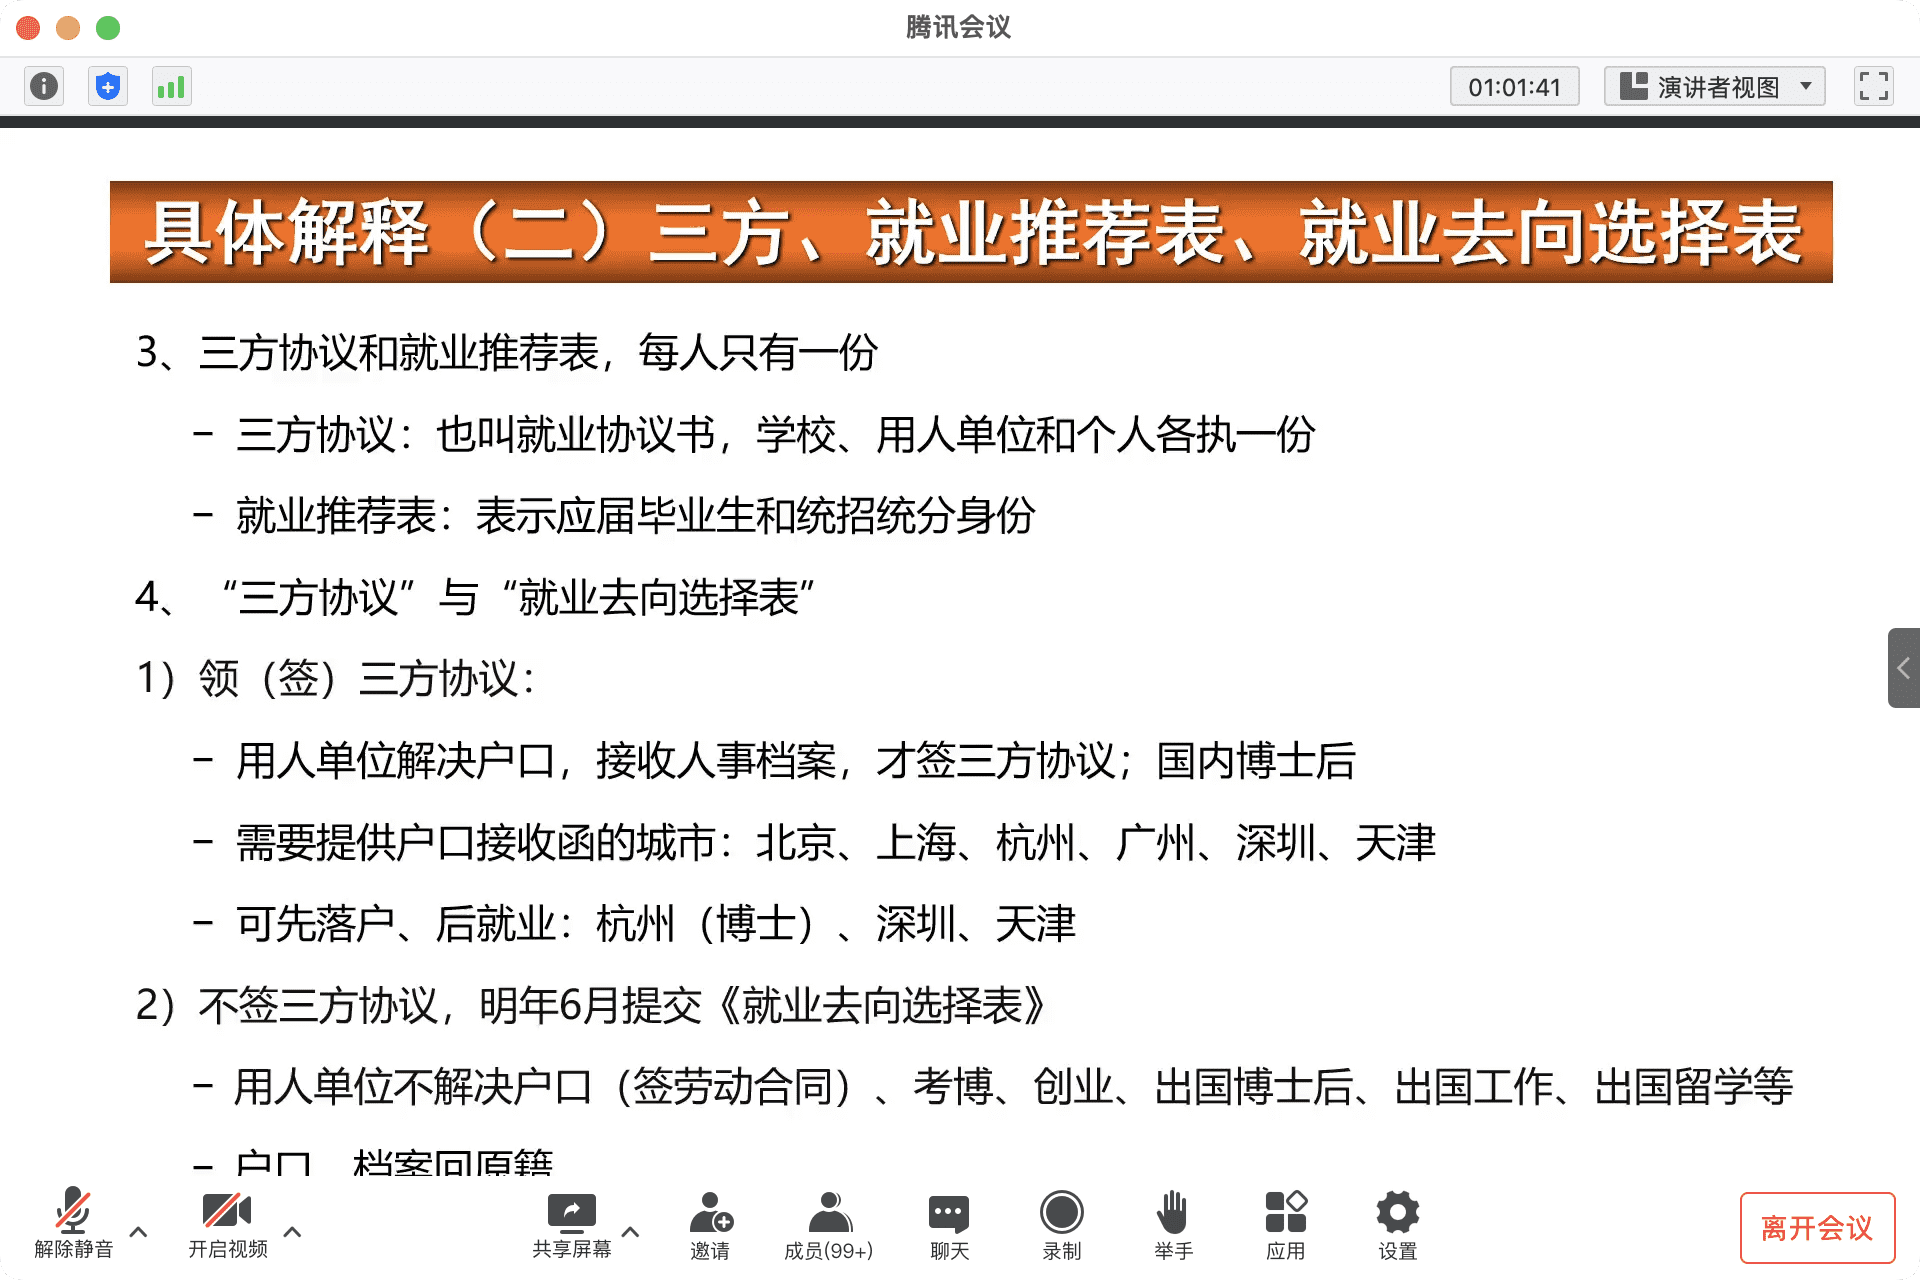 腾讯会议
01:01:41
演讲者视图
具体解释（二）三方、就业推荐表、就业去向选择表
3、三方协议和就业推荐表，每人只有一份
– 三方协议：也叫就业协议书，学校、用人单位和个人各执一份
– 就业推荐表：表示应届毕业生和统招统分身份
4、“三方协议”与“就业去向选择表”
1）领（签）三方协议：
– 用人单位解决户口，接收人事档案，才签三方协议；国内博士后
– 需要提供户口接收函的城市：北京、上海、杭州、广州、深圳、天津
– 可先落户、后就业：杭州（博士）、深圳、天津
2）不签三方协议，明年6月提交《就业去向选择表》
– 用人单位不解决户口（签劳动合同）、考博、创业、出国博士后、出国工作、出国留学等
– 户口、档案回原籍
解除静音
开启视频
共享屏幕
邀请
成员(99+)
聊天
录制
举手
应用
设置
离开会议